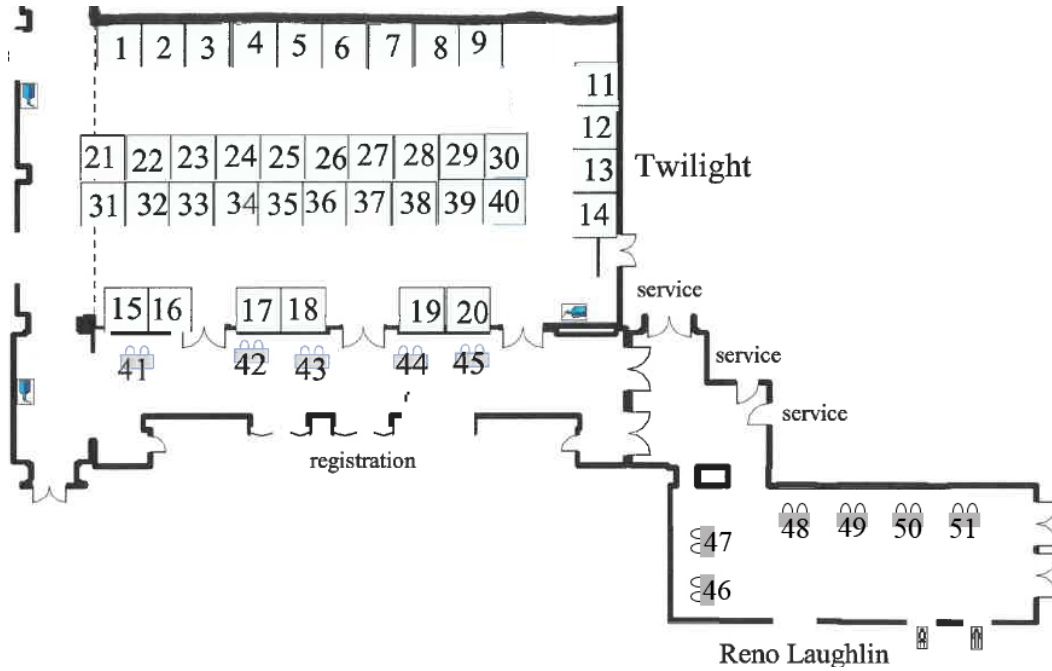 1 2 3 4 5 6 7 8 9
11
12
21 22 23 24 25 26 27 28 29 30
13
Twilight
31 32 33 34 35 36 37 38 39 40
14
service
15 16 17 18 19 20
service
41 42 43 44 45
service
registration
48 49 50 51
47
46
Reno Laughlin